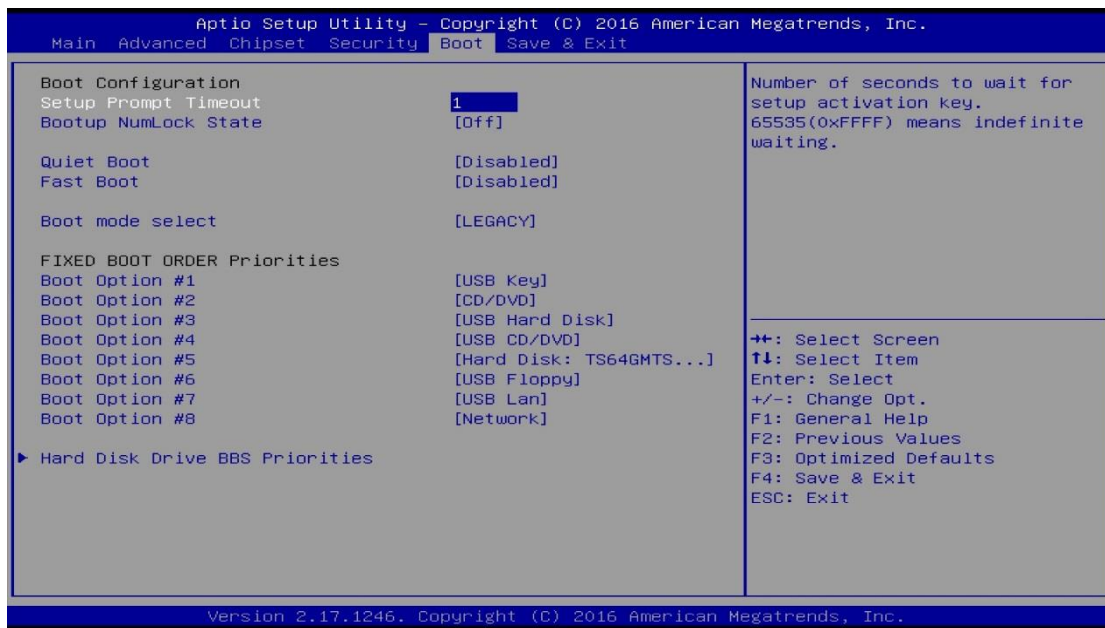 Aptio Setup Utility – Copyright (C) 2016 American Megatrends, Inc.
Main Advanced Chipset Security Boot Save & Exit
Boot Configuration
Setup Prompt Timeout 1
Bootup NumLock State [Off]
Quiet Boot [Disabled]
Fast Boot [Disabled]
Boot mode select [LEGACY]
FIXED BOOT ORDER Priorities
Boot Option #1 [USB Key]
Boot Option #2 [CD/DVD]
Boot Option #3 [USB Hard Disk]
Boot Option #4 [USB CD/DVD]
Boot Option #5 [Hard Disk: TS64GMTS...]
Boot Option #6 [USB Floppy]
Boot Option #7 [USB Lan]
Boot Option #8 [Network]
▶ Hard Disk Drive BBS Priorities
Number of seconds to wait for
setup activation key.
65535(0xFFFF) means indefinite
waiting.
→←: Select Screen
↑↓: Select Item
Enter: Select
+/-: Change Opt.
F1: General Help
F2: Previous Values
F3: Optimized Defaults
F4: Save & Exit
ESC: Exit
Version 2.17.1246. Copyright (C) 2016 American Megatrends, Inc.